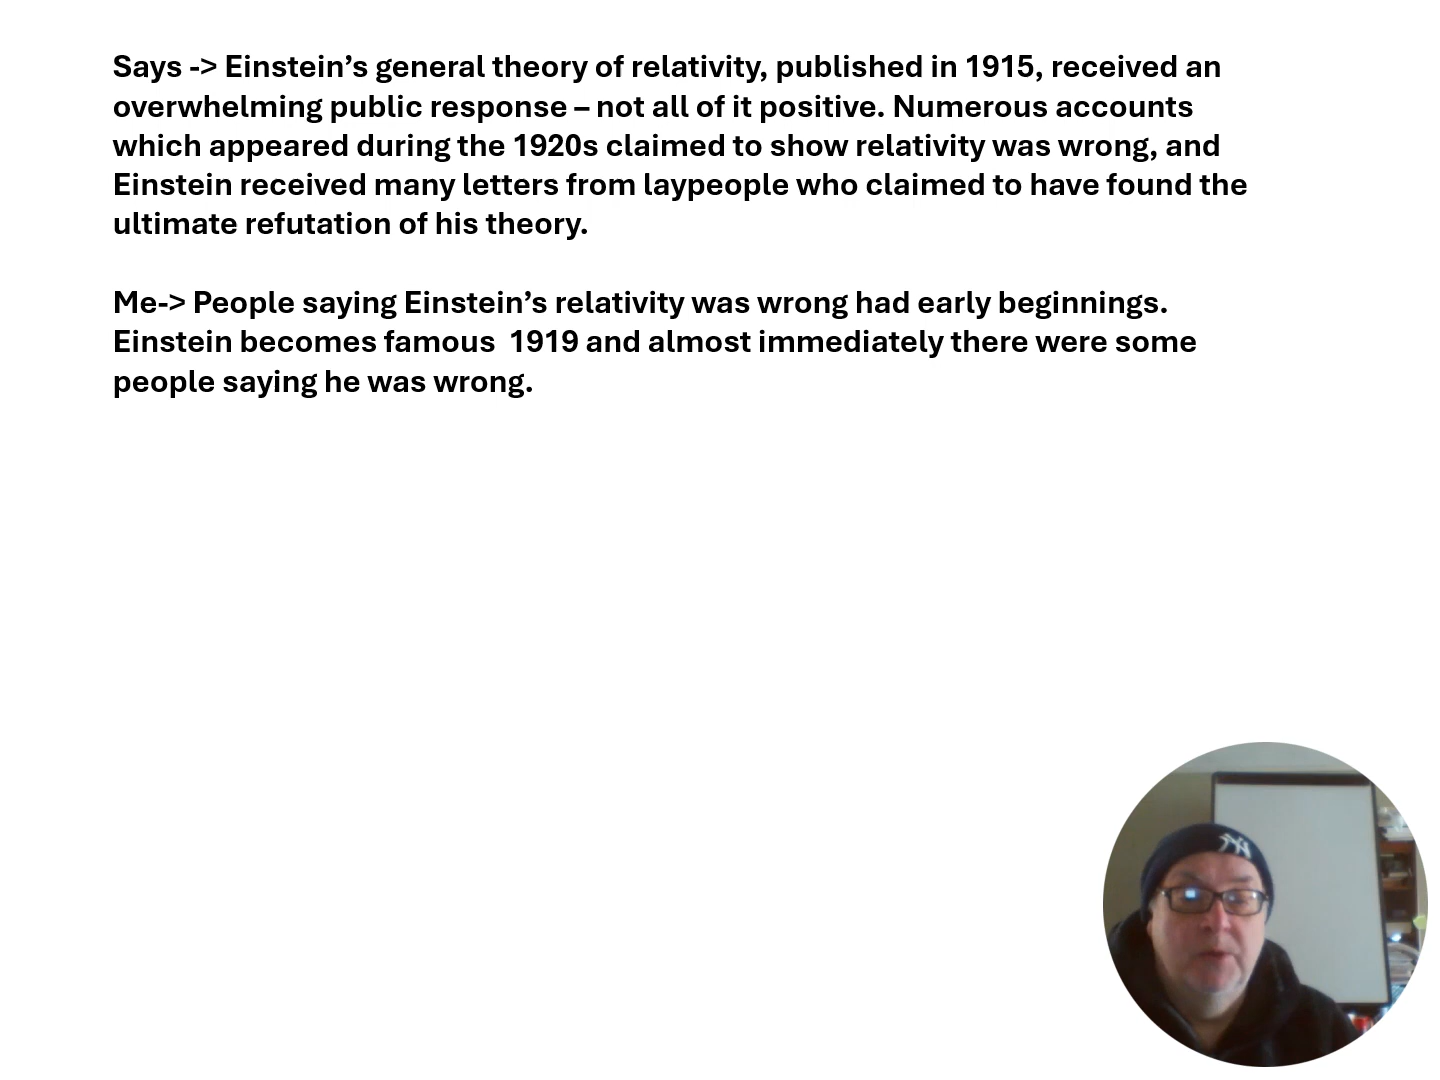 Says -> Einstein’s general theory of relativity, published in 1915, received an
overwhelming public response – not all of it positive. Numerous accounts
which appeared during the 1920s claimed to show relativity was wrong, and
Einstein received many letters from laypeople who claimed to have found the
ultimate refutation of his theory.
Me-> People saying Einstein’s relativity was wrong had early beginnings.
Einstein becomes famous  1919 and almost immediately there were some
people saying he was wrong.
NY